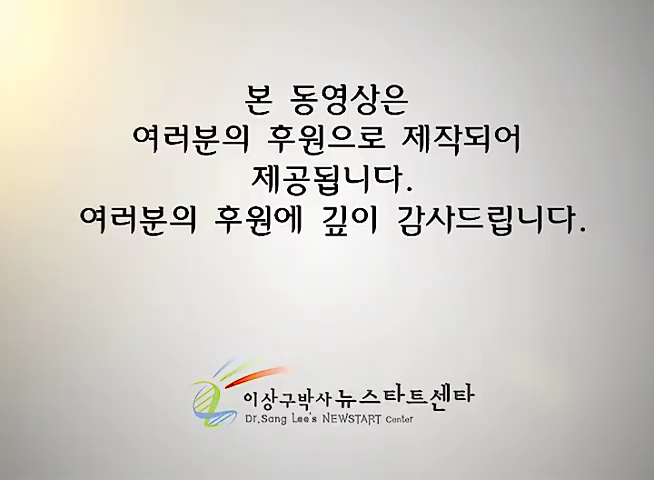 본 동영상은
여러분의 후원으로 제작되어
제공됩니다.
여러분의 후원에 깊이 감사드립니다.
이상구박사 뉴스타트센타
Dr.Sang Lee's NEWSTART Center